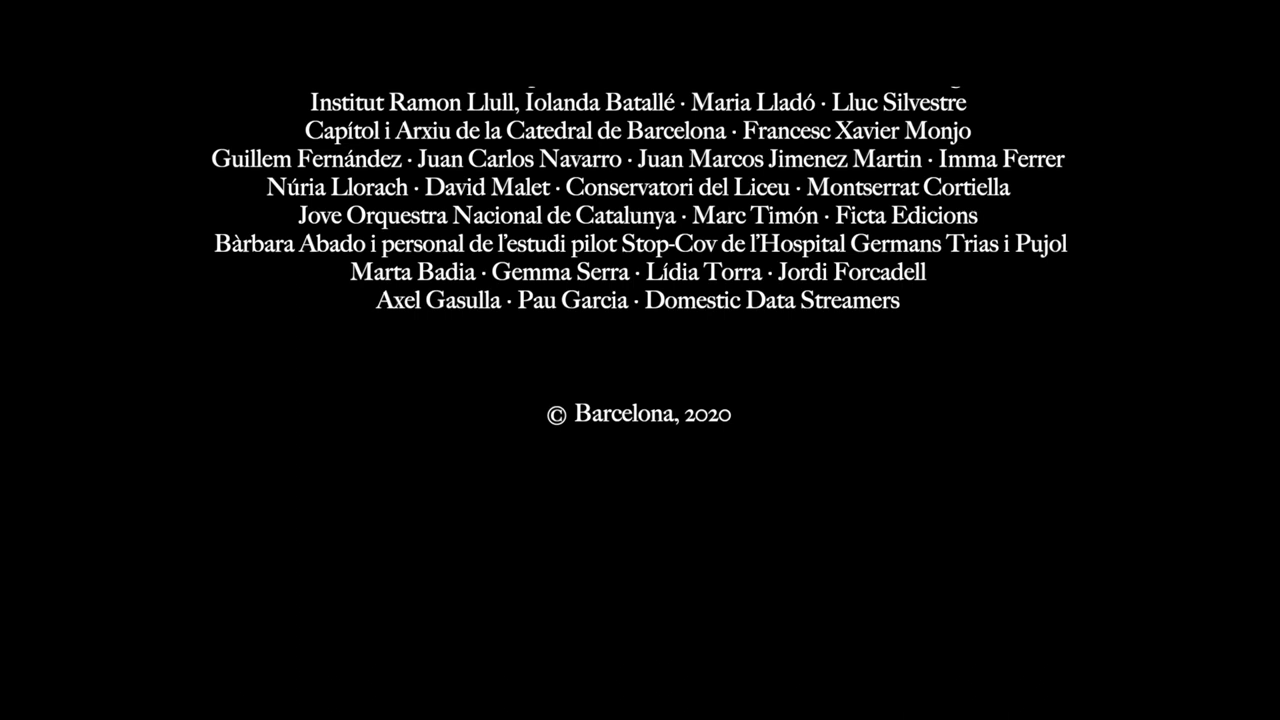 Institut Ramon Llull, Iolanda Batallé · Maria Lladó · Lluc Silvestre
Capítol i Arxiu de la Catedral de Barcelona · Francesc Xavier Monjo
Guillem Fernández · Juan Carlos Navarro · Juan Marcos Jimenez Martin · Imma Ferrer
Núria Llorach · David Malet · Conservatori del Liceu · Montserrat Cortiella
Jove Orquestra Nacional de Catalunya · Marc Timón · Ficta Edicions
Bàrbara Abado i personal de l'estudi pilot Stop-Cov de l'Hospital Germans Trias i Pujol
Marta Badia · Gemma Serra · Lídia Torra · Jordi Forcadell
Axel Gasulla · Pau Garcia · Domestic Data Streamers
© Barcelona, 2020